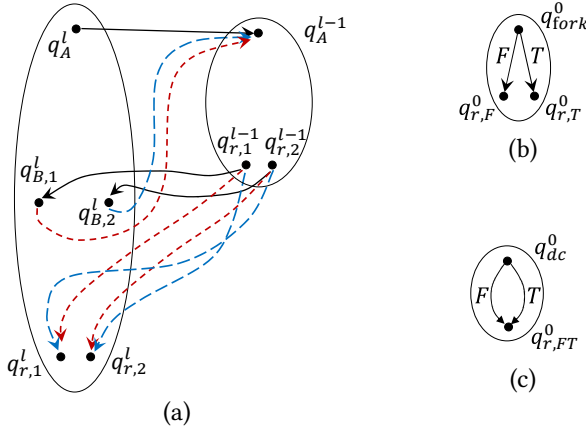 q_A^l
q_A^{l-1}
q_{r,1}^{l-1}
q_{r,2}^{l-1}
q_{B,1}^l
q_{B,2}^l
q_{r,1}^l
q_{r,2}^l
(a)
q_{fork}^0
F T
q_{r,F}^0
q_{r,T}^0
(b)
q_{dc}^0
F T
q_{r,FT}^0
(c)